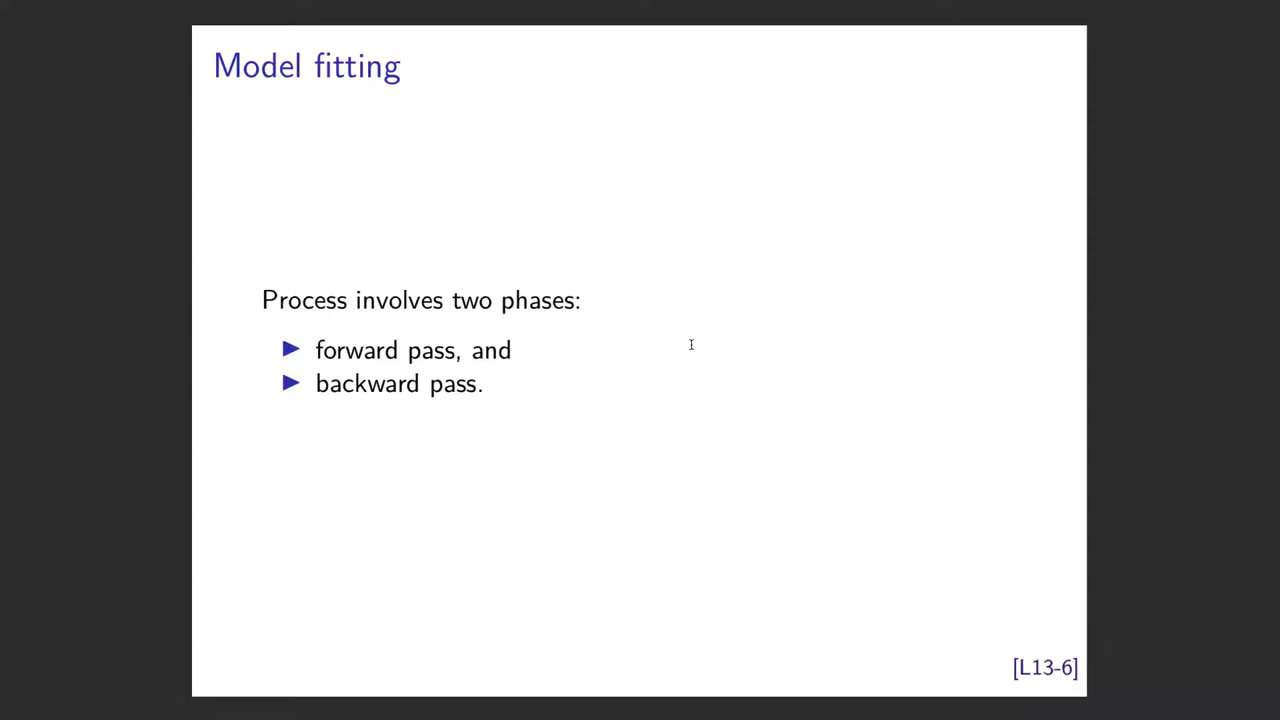 Model fitting
Process involves two phases:
▶ forward pass, and
▶ backward pass.
[L13-6]